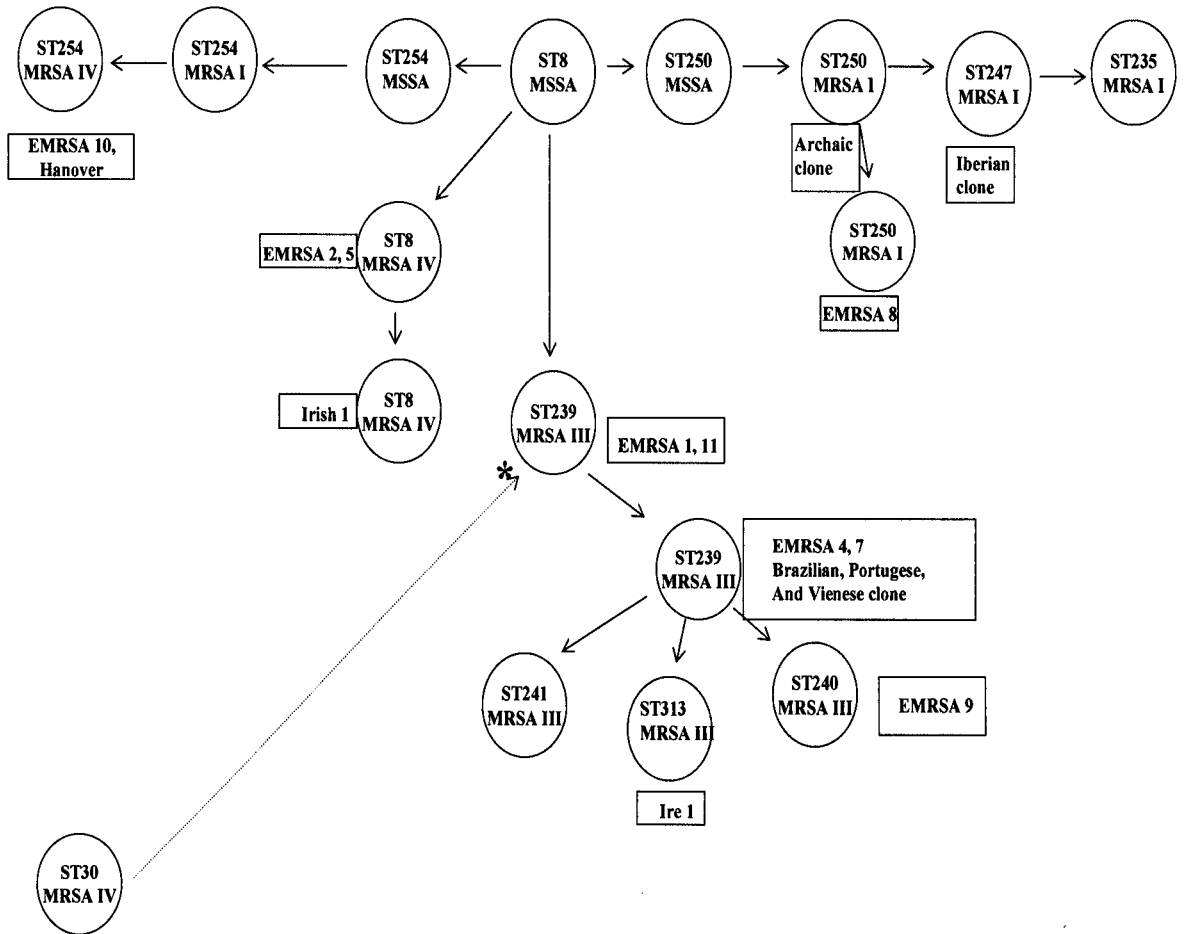 ST254
MRSA IV
ST254
MRSA I
ST254
MSSA
ST8
MSSA
ST250
MSSA
ST250
MRSA I
ST247
MRSA I
ST235
MRSA I
EMRSA 10,
Hanover
Archaic
clone
Iberian
clone
EMRSA 2, 5
ST8
MRSA IV
ST250
MRSA I
EMRSA 8
Irish 1
ST8
MRSA IV
ST239
MRSA III
EMRSA 1, 11
*
ST239
MRSA III
EMRSA 4, 7
Brazilian, Portugese,
And Vienese clone
ST241
MRSA III
ST313
MRSA III
ST240
MRSA III
EMRSA 9
Ire 1
ST30
MRSA IV